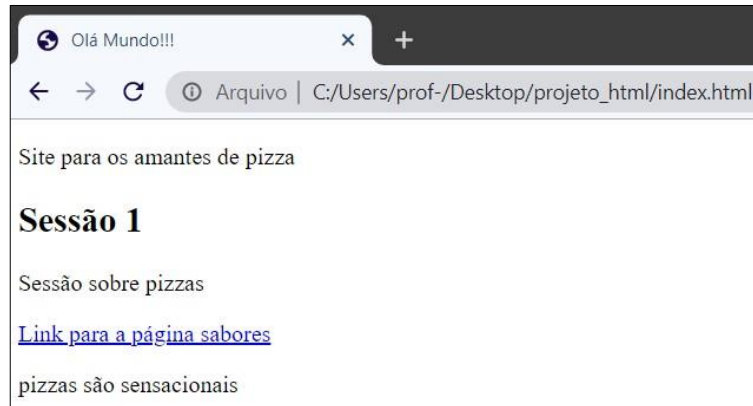 Olá Mundo!!!
Arquivo | C:/Users/prof-/Desktop/projeto_html/index.html
Site para os amantes de pizza
Sessão 1
Sessão sobre pizzas
Link para a página sabores
pizzas são sensacionais